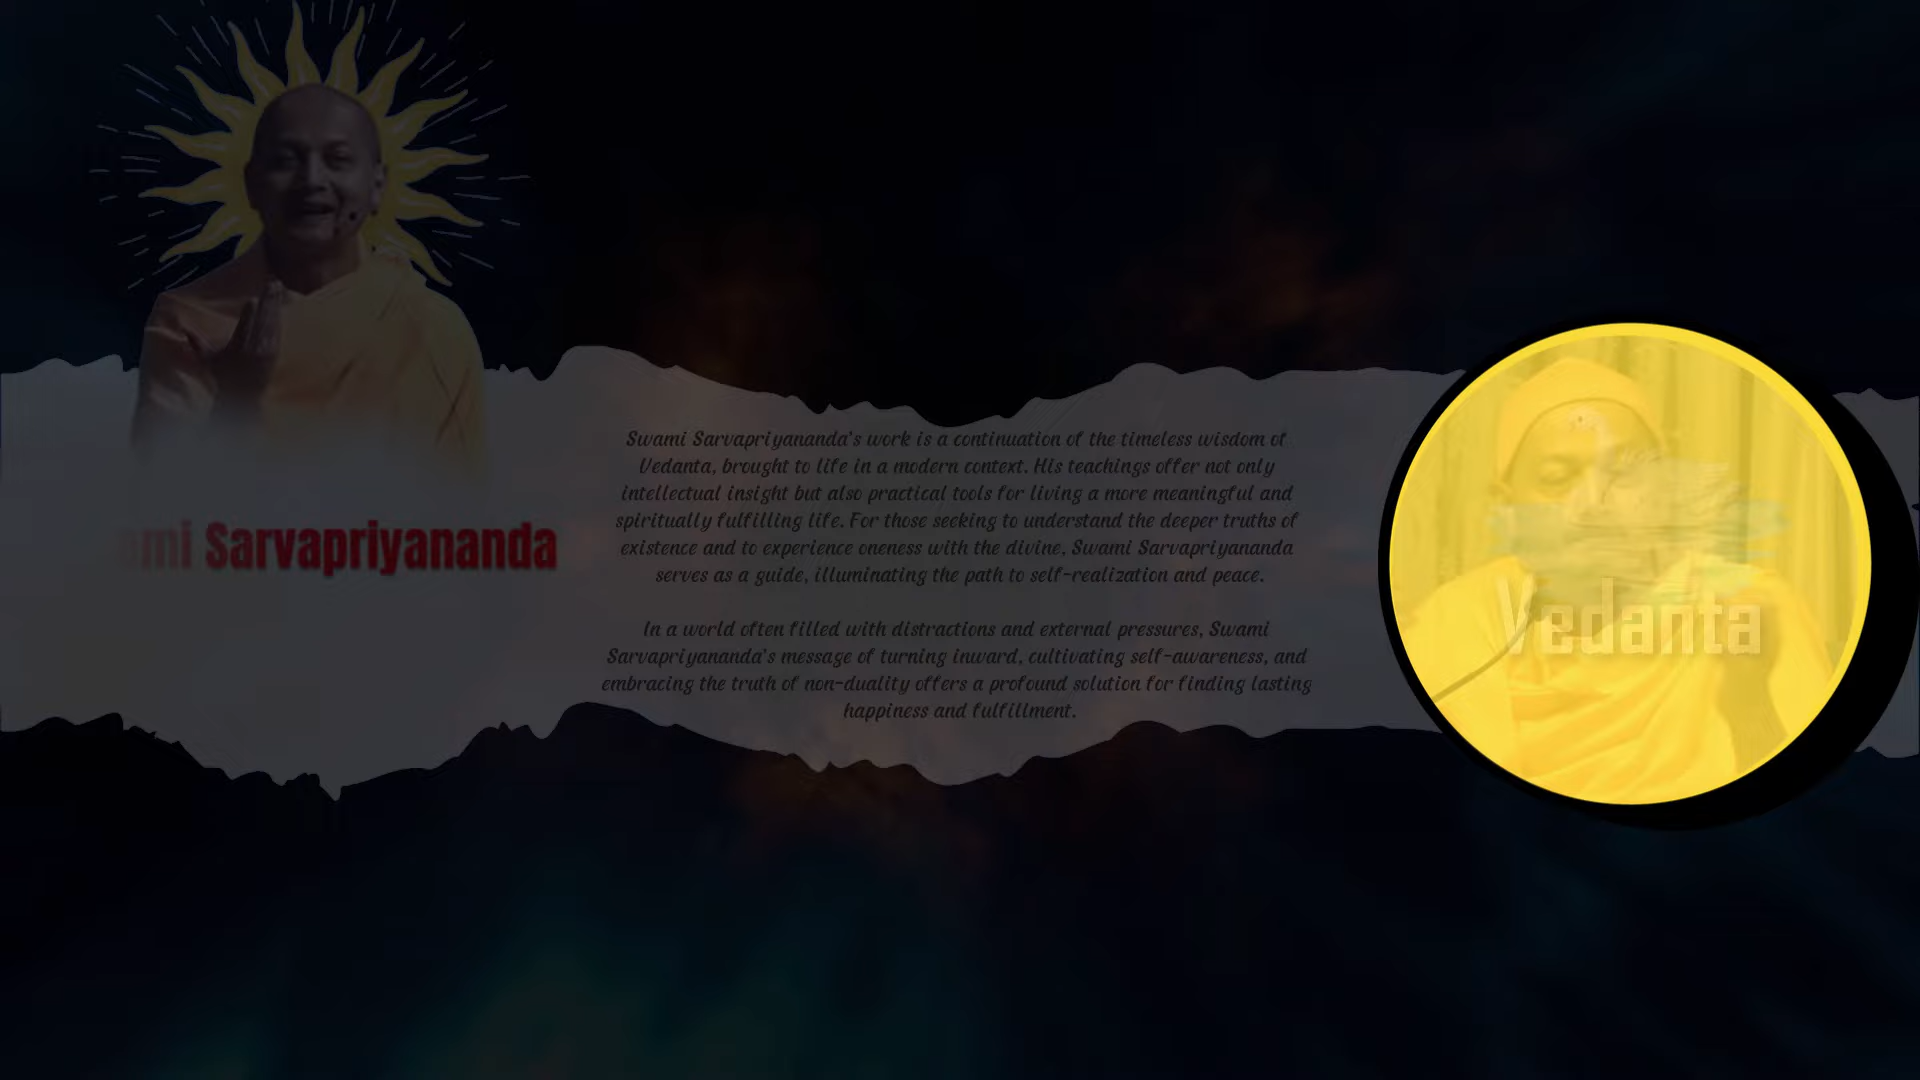 mi Sarvapriyananda
Swami Sarvapriyananda's work is a continuation of the timeless wisdom of
Vedanta, brought to life in a modern context. His teachings offer not only
intellectual insight but also practical tools for living a more meaningful and
spiritually fulfilling life. For those seeking to understand the deeper truths of
existence and to experience oneness with the divine, Swami Sarvapriyananda
serves as a guide, illuminating the path to self-realization and peace.
In a world often filled with distractions and external pressures, Swami
Sarvapriyananda's message of turning inward, cultivating self-awareness, and
embracing the truth of non-duality offers a profound solution for finding lasting
happiness and fulfillment.
Vedanta